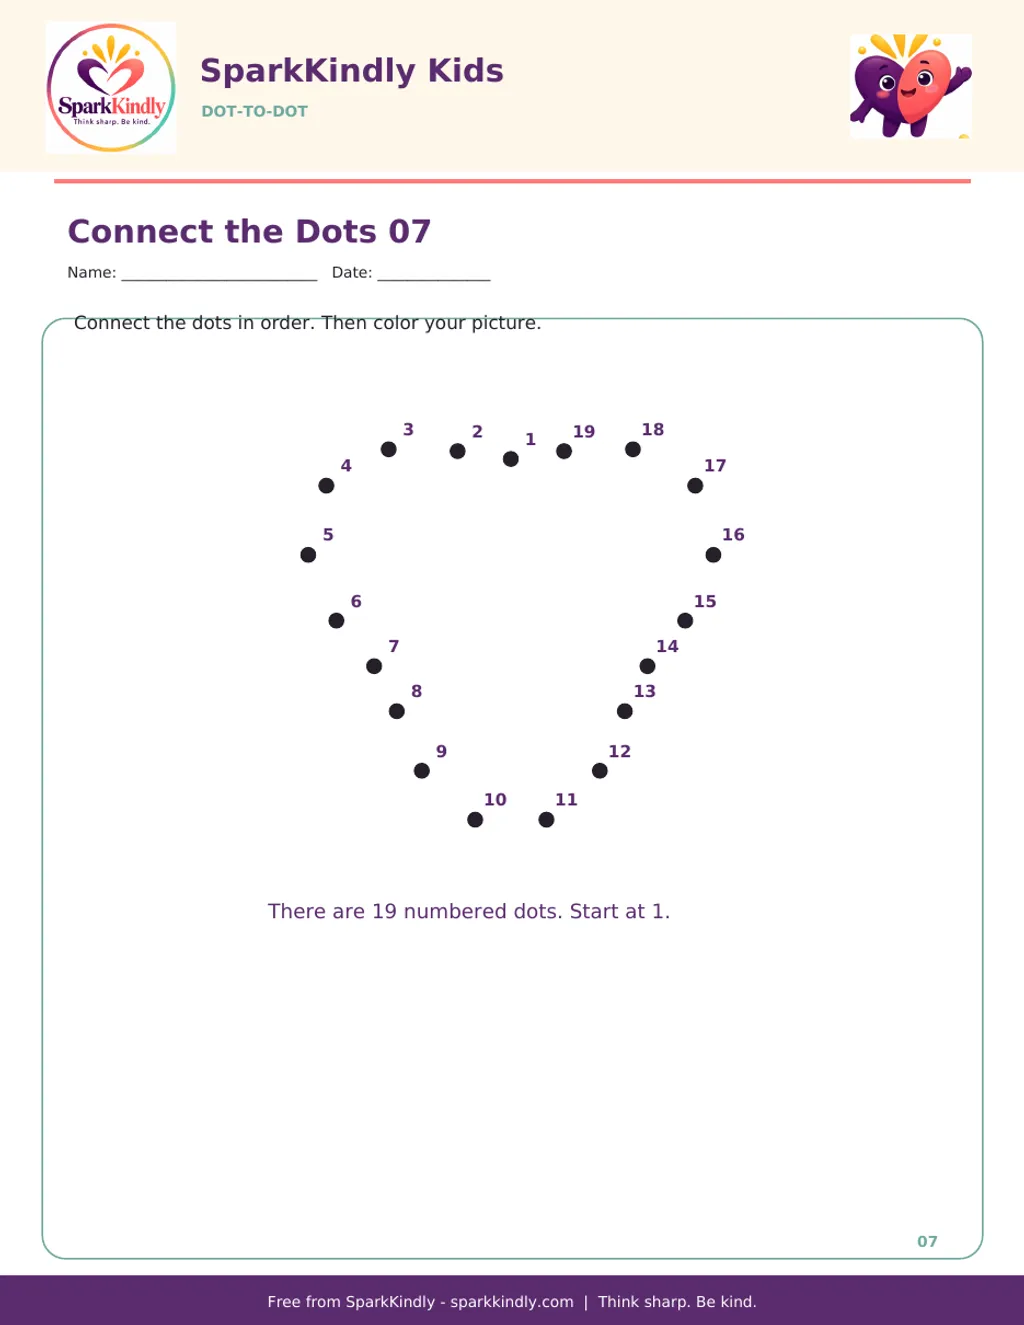 SparkKindly
Think sharp. Be kind.
SparkKindly Kids
DOT-TO-DOT
Connect the Dots 07
Name: __________________________ Date: _______________
Connect the dots in order. Then color your picture.
3 2 1 19 18
4 17
5 16
6 15
7 14
8 13
9 12
10 11
There are 19 numbered dots. Start at 1.
07
Free from SparkKindly - sparkkindly.com | Think sharp. Be kind.